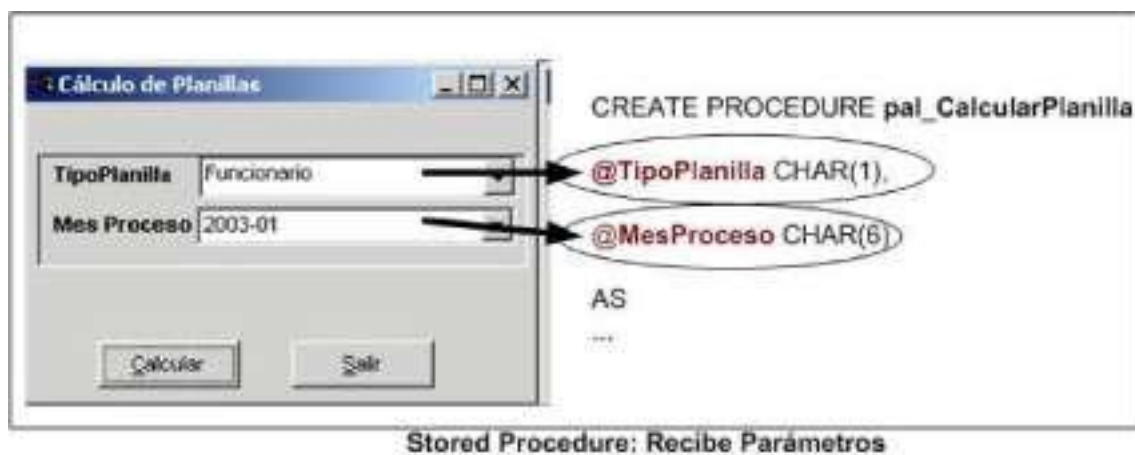 Cálculo de Planillas
TipoPlanilla Funcionario
Mes Proceso 2003-01
Calcular Salir
CREATE PROCEDURE pal_CalcularPlanilla
@TipoPlanilla CHAR(1),
@MesProceso CHAR(6)
AS
...
Stored Procedure: Recibe Parámetros